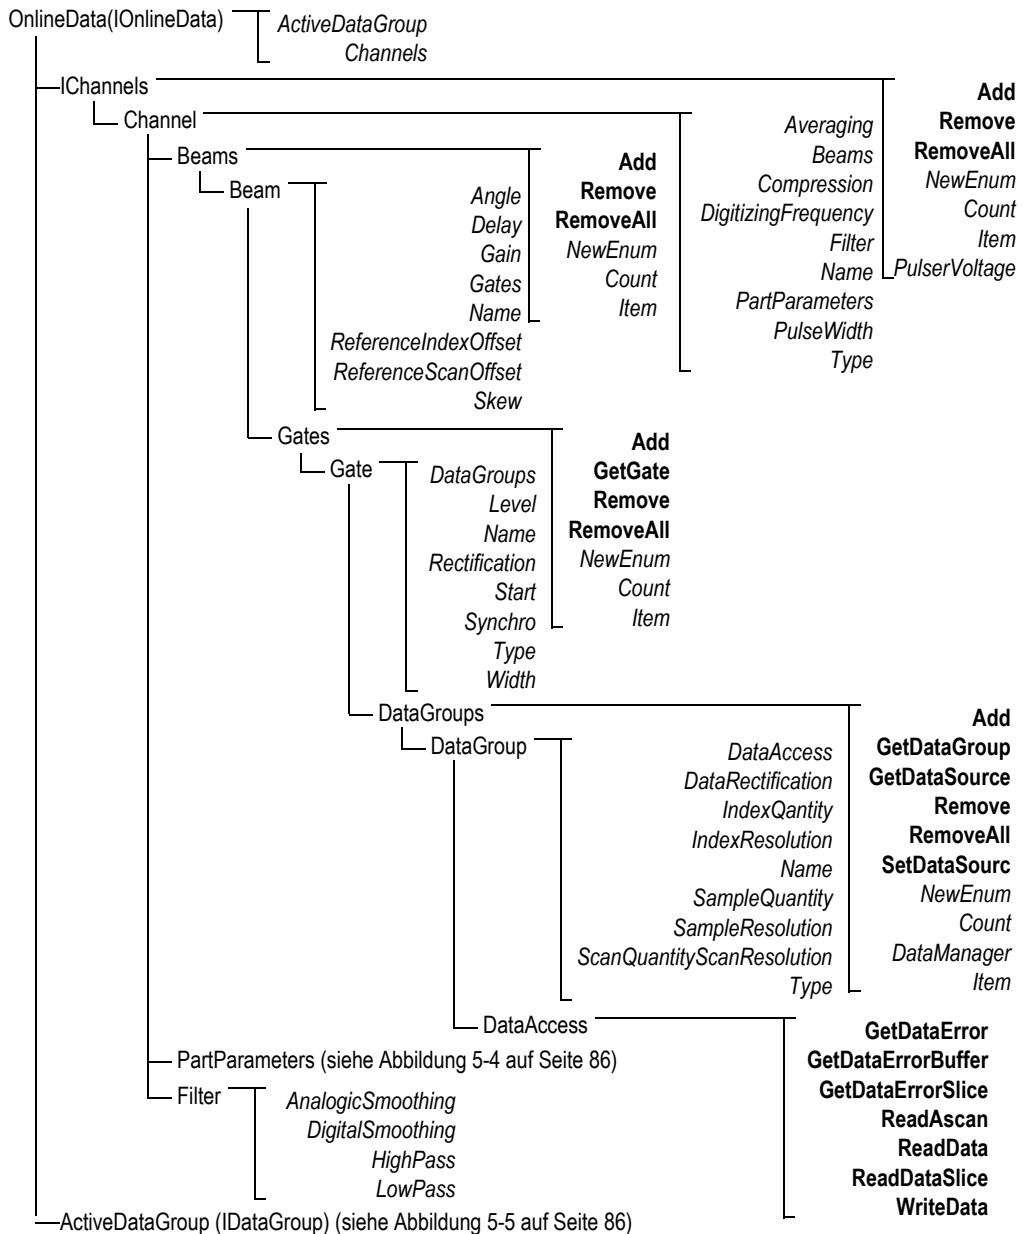 OnlineData(IOnlineData)
ActiveDataGroup
Channels
IChannels
Add
Remove
RemoveAll
NewEnum
Count
Item
PulserVoltage
Channel
Averaging
Beams
Compression
DigitizingFrequency
Filter
Name
PartParameters
PulseWidth
Type
Beams
Add
Remove
RemoveAll
NewEnum
Count
Item
Beam
Angle
Delay
Gain
Gates
Name
ReferenceIndexOffset
ReferenceScanOffset
Skew
Gates
Add
GetGate
Remove
RemoveAll
NewEnum
Count
Item
Gate
DataGroups
Level
Name
Rectification
Start
Synchro
Type
Width
DataGroups
Add
GetDataGroup
GetDataSource
Remove
RemoveAll
SetDataSourc
NewEnum
Count
DataManager
Item
DataGroup
DataAccess
DataRectification
IndexQantity
IndexResolution
Name
SampleQuantity
SampleResolution
ScanQuantityScanResolution
Type
DataAccess
GetDataError
GetDataErrorBuffer
GetDataErrorSlice
ReadAscan
ReadData
ReadDataSlice
WriteData
PartParameters (siehe Abbildung 5-4 auf Seite 86)
Filter
AnalogicSmoothing
DigitalSmoothing
HighPass
LowPass
ActiveDataGroup (IDataGroup) (siehe Abbildung 5-5 auf Seite 86)